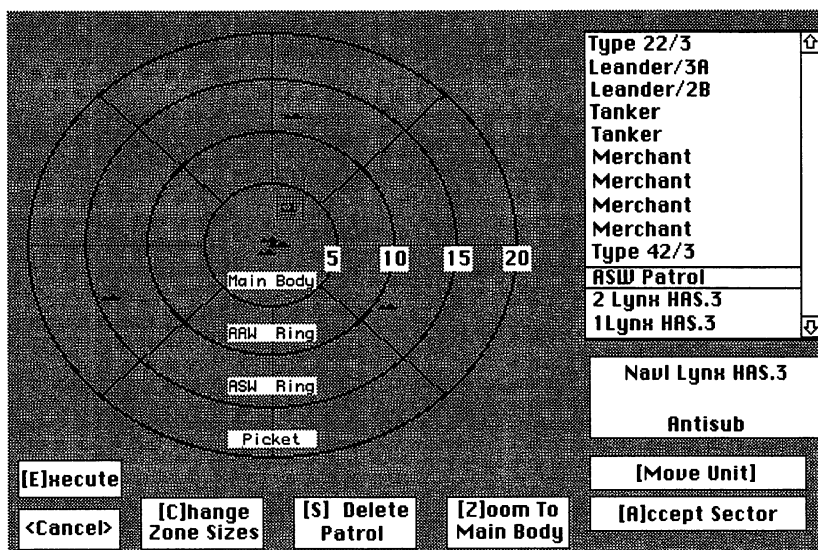 5 10 15 20
Main Body
AAW Ring
ASW Ring
Picket
Type 22/3
Leander/3A
Leander/2B
Tanker
Tanker
Merchant
Merchant
Merchant
Merchant
Type 42/3
ASW Patrol
2 Lynx HAS.3
1Lynx HAS.3
Navl Lynx HAS.3
Antisub
[E]xecute
<Cancel>
[C]hange
Zone Sizes
[S] Delete
Patrol
[Z]oom To
Main Body
[Move Unit]
[A]ccept Sector